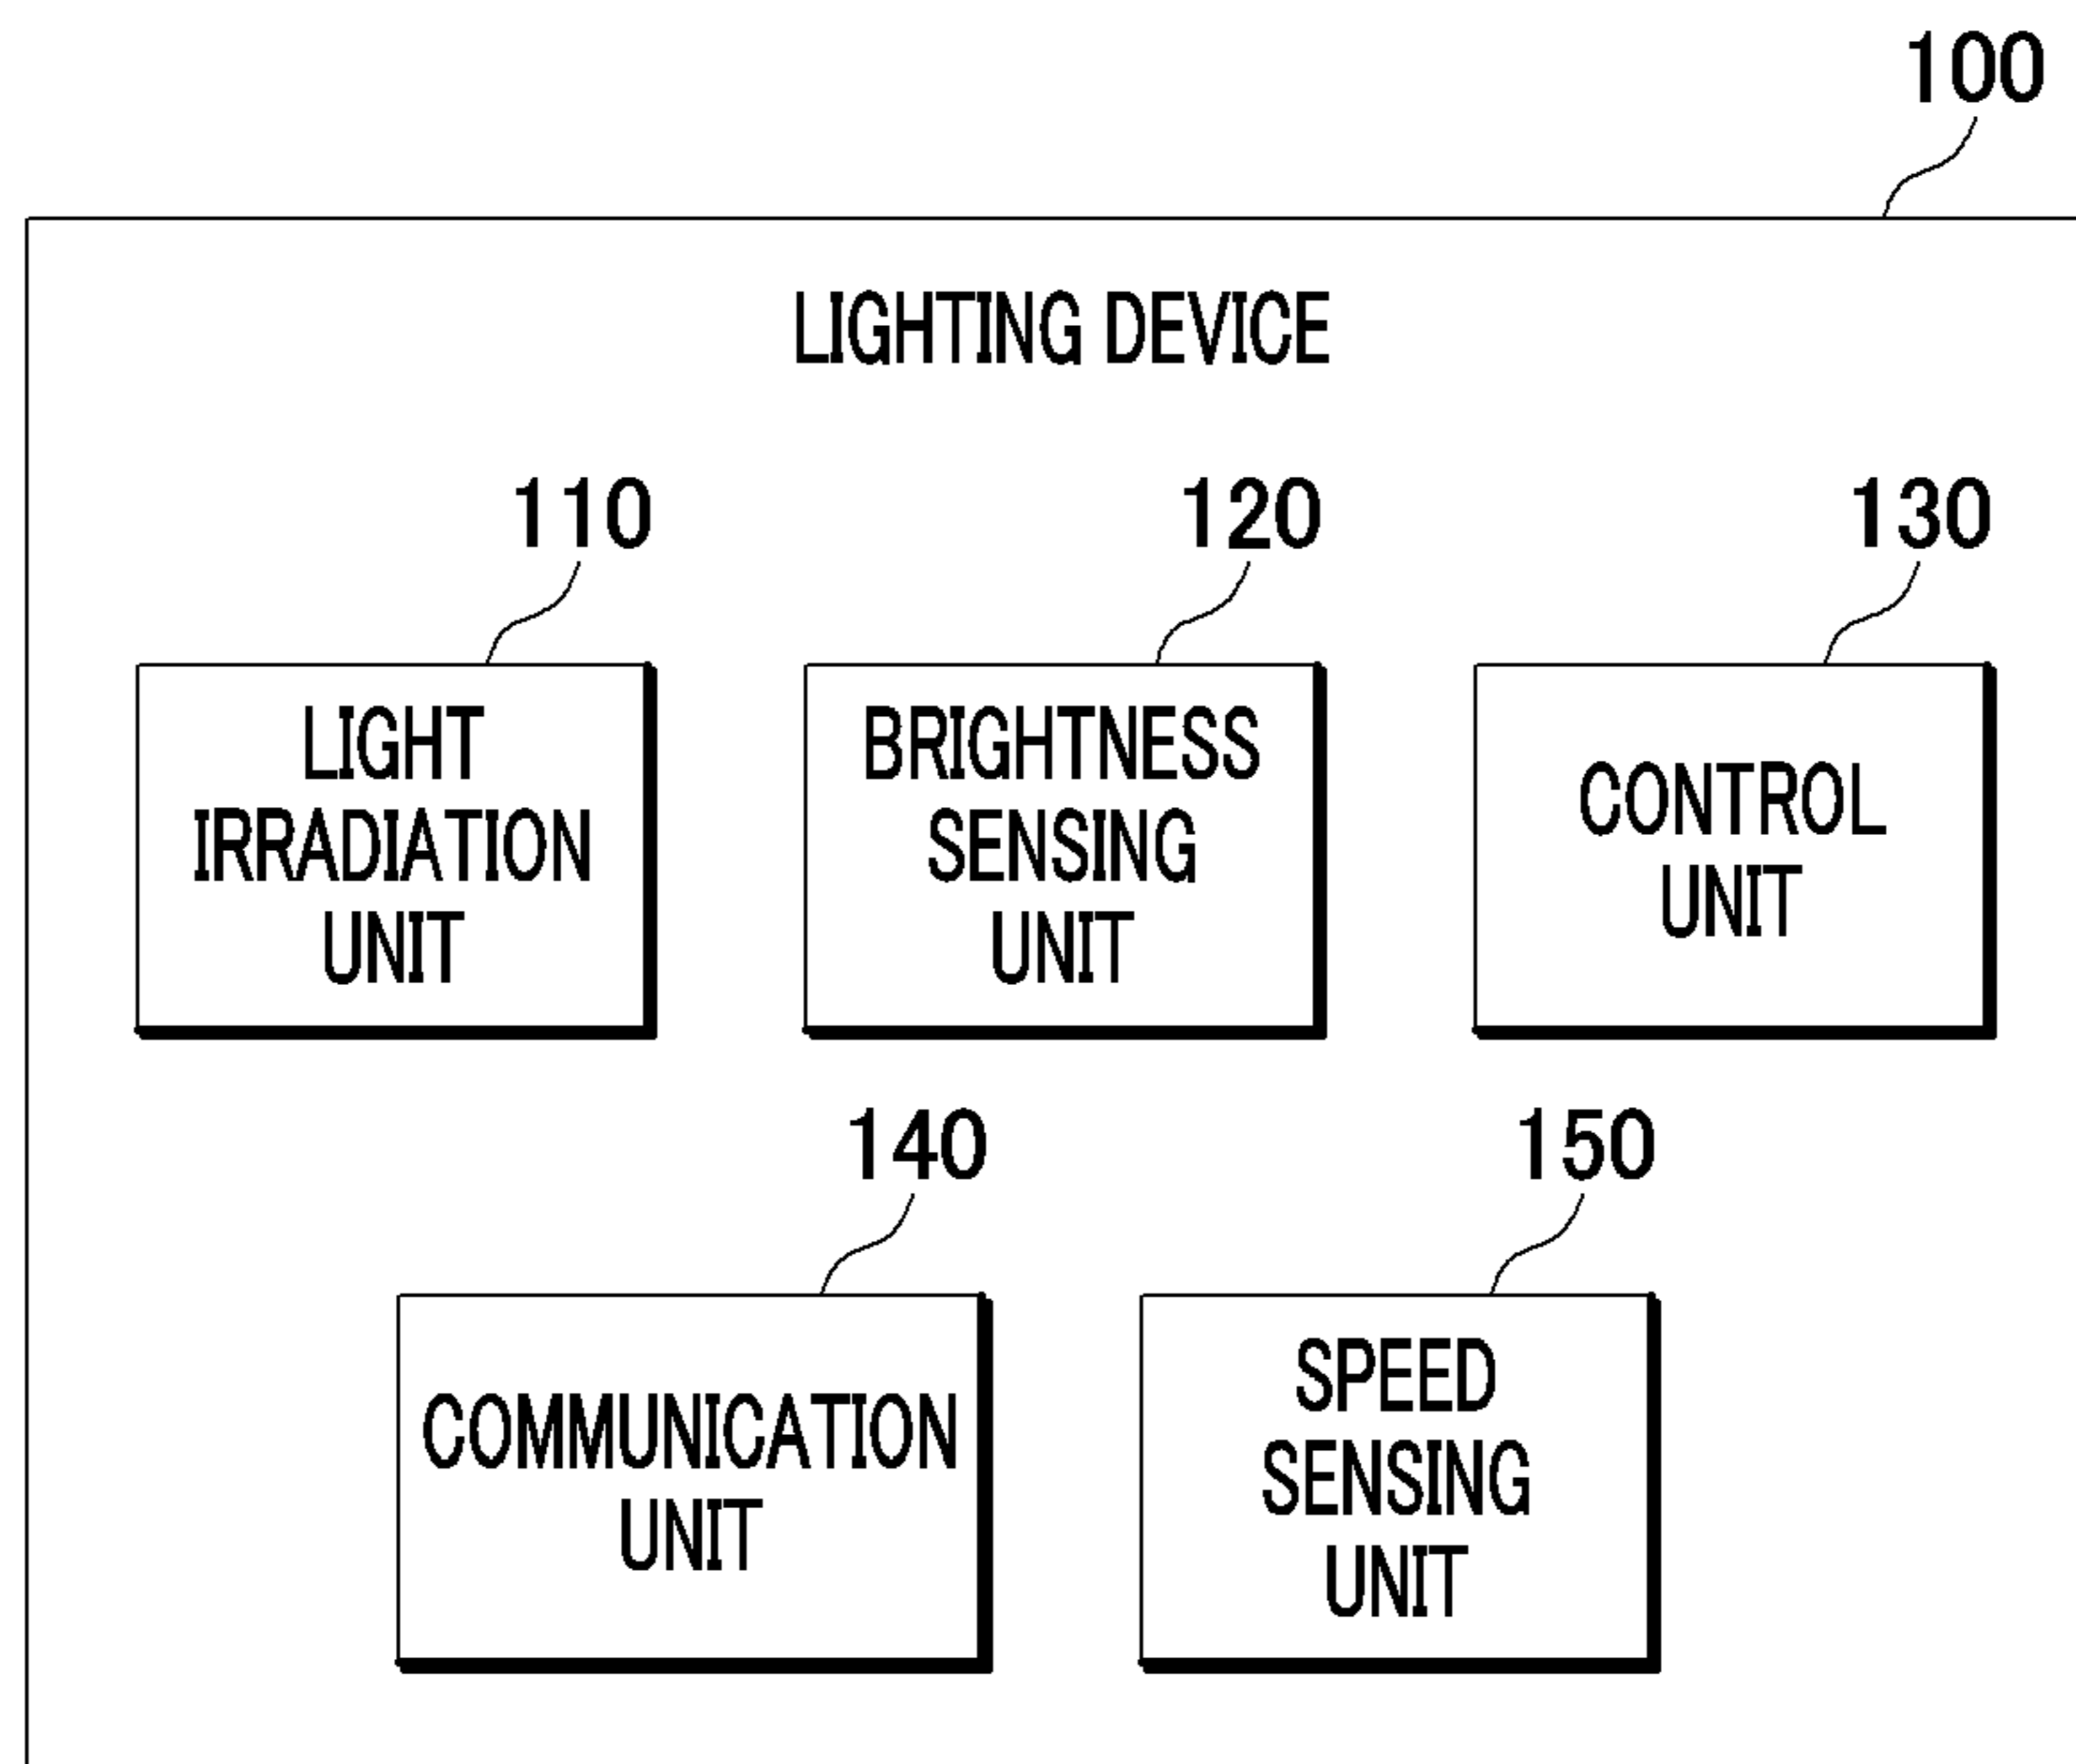 100
LIGHTING DEVICE
110
120
130
LIGHT
IRRADIATION
UNIT
BRIGHTNESS
SENSING
UNIT
CONTROL
UNIT
140
150
COMMUNICATION
UNIT
SPEED
SENSING
UNIT